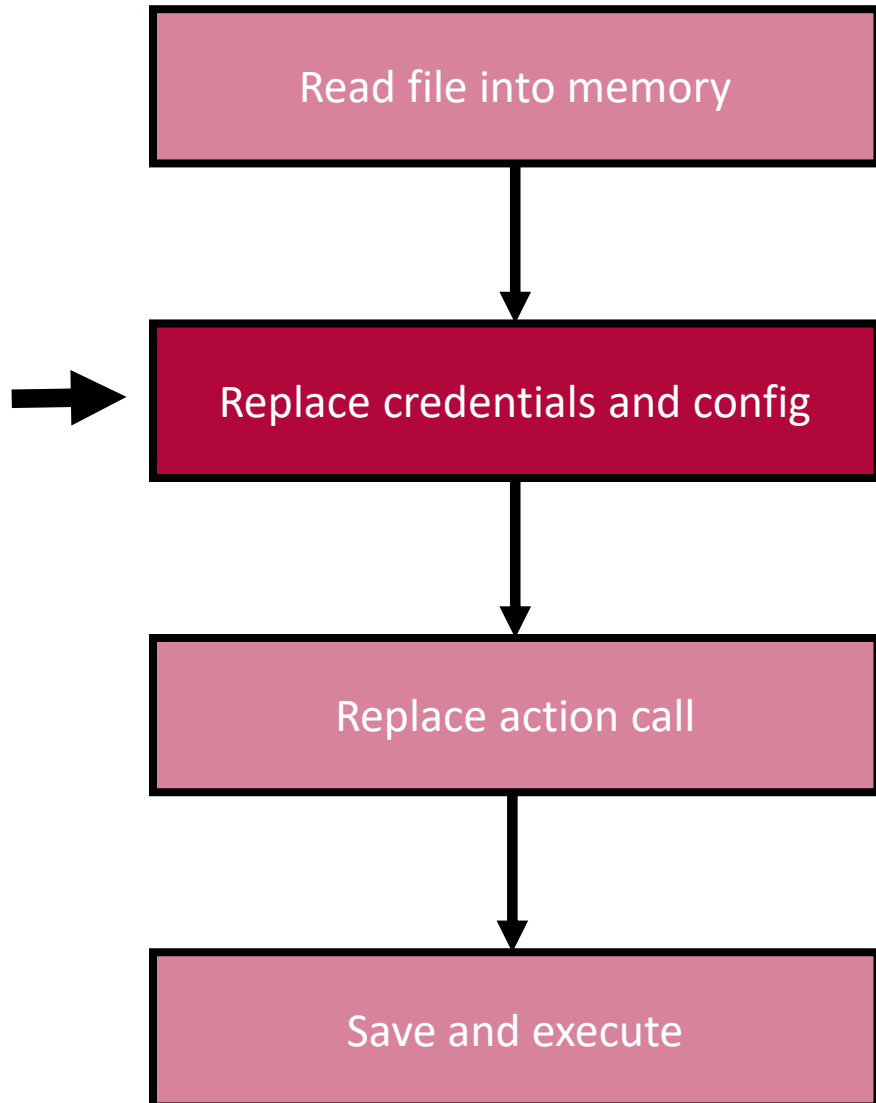 Read file into memory
Replace credentials and config
Replace action call
Save and execute